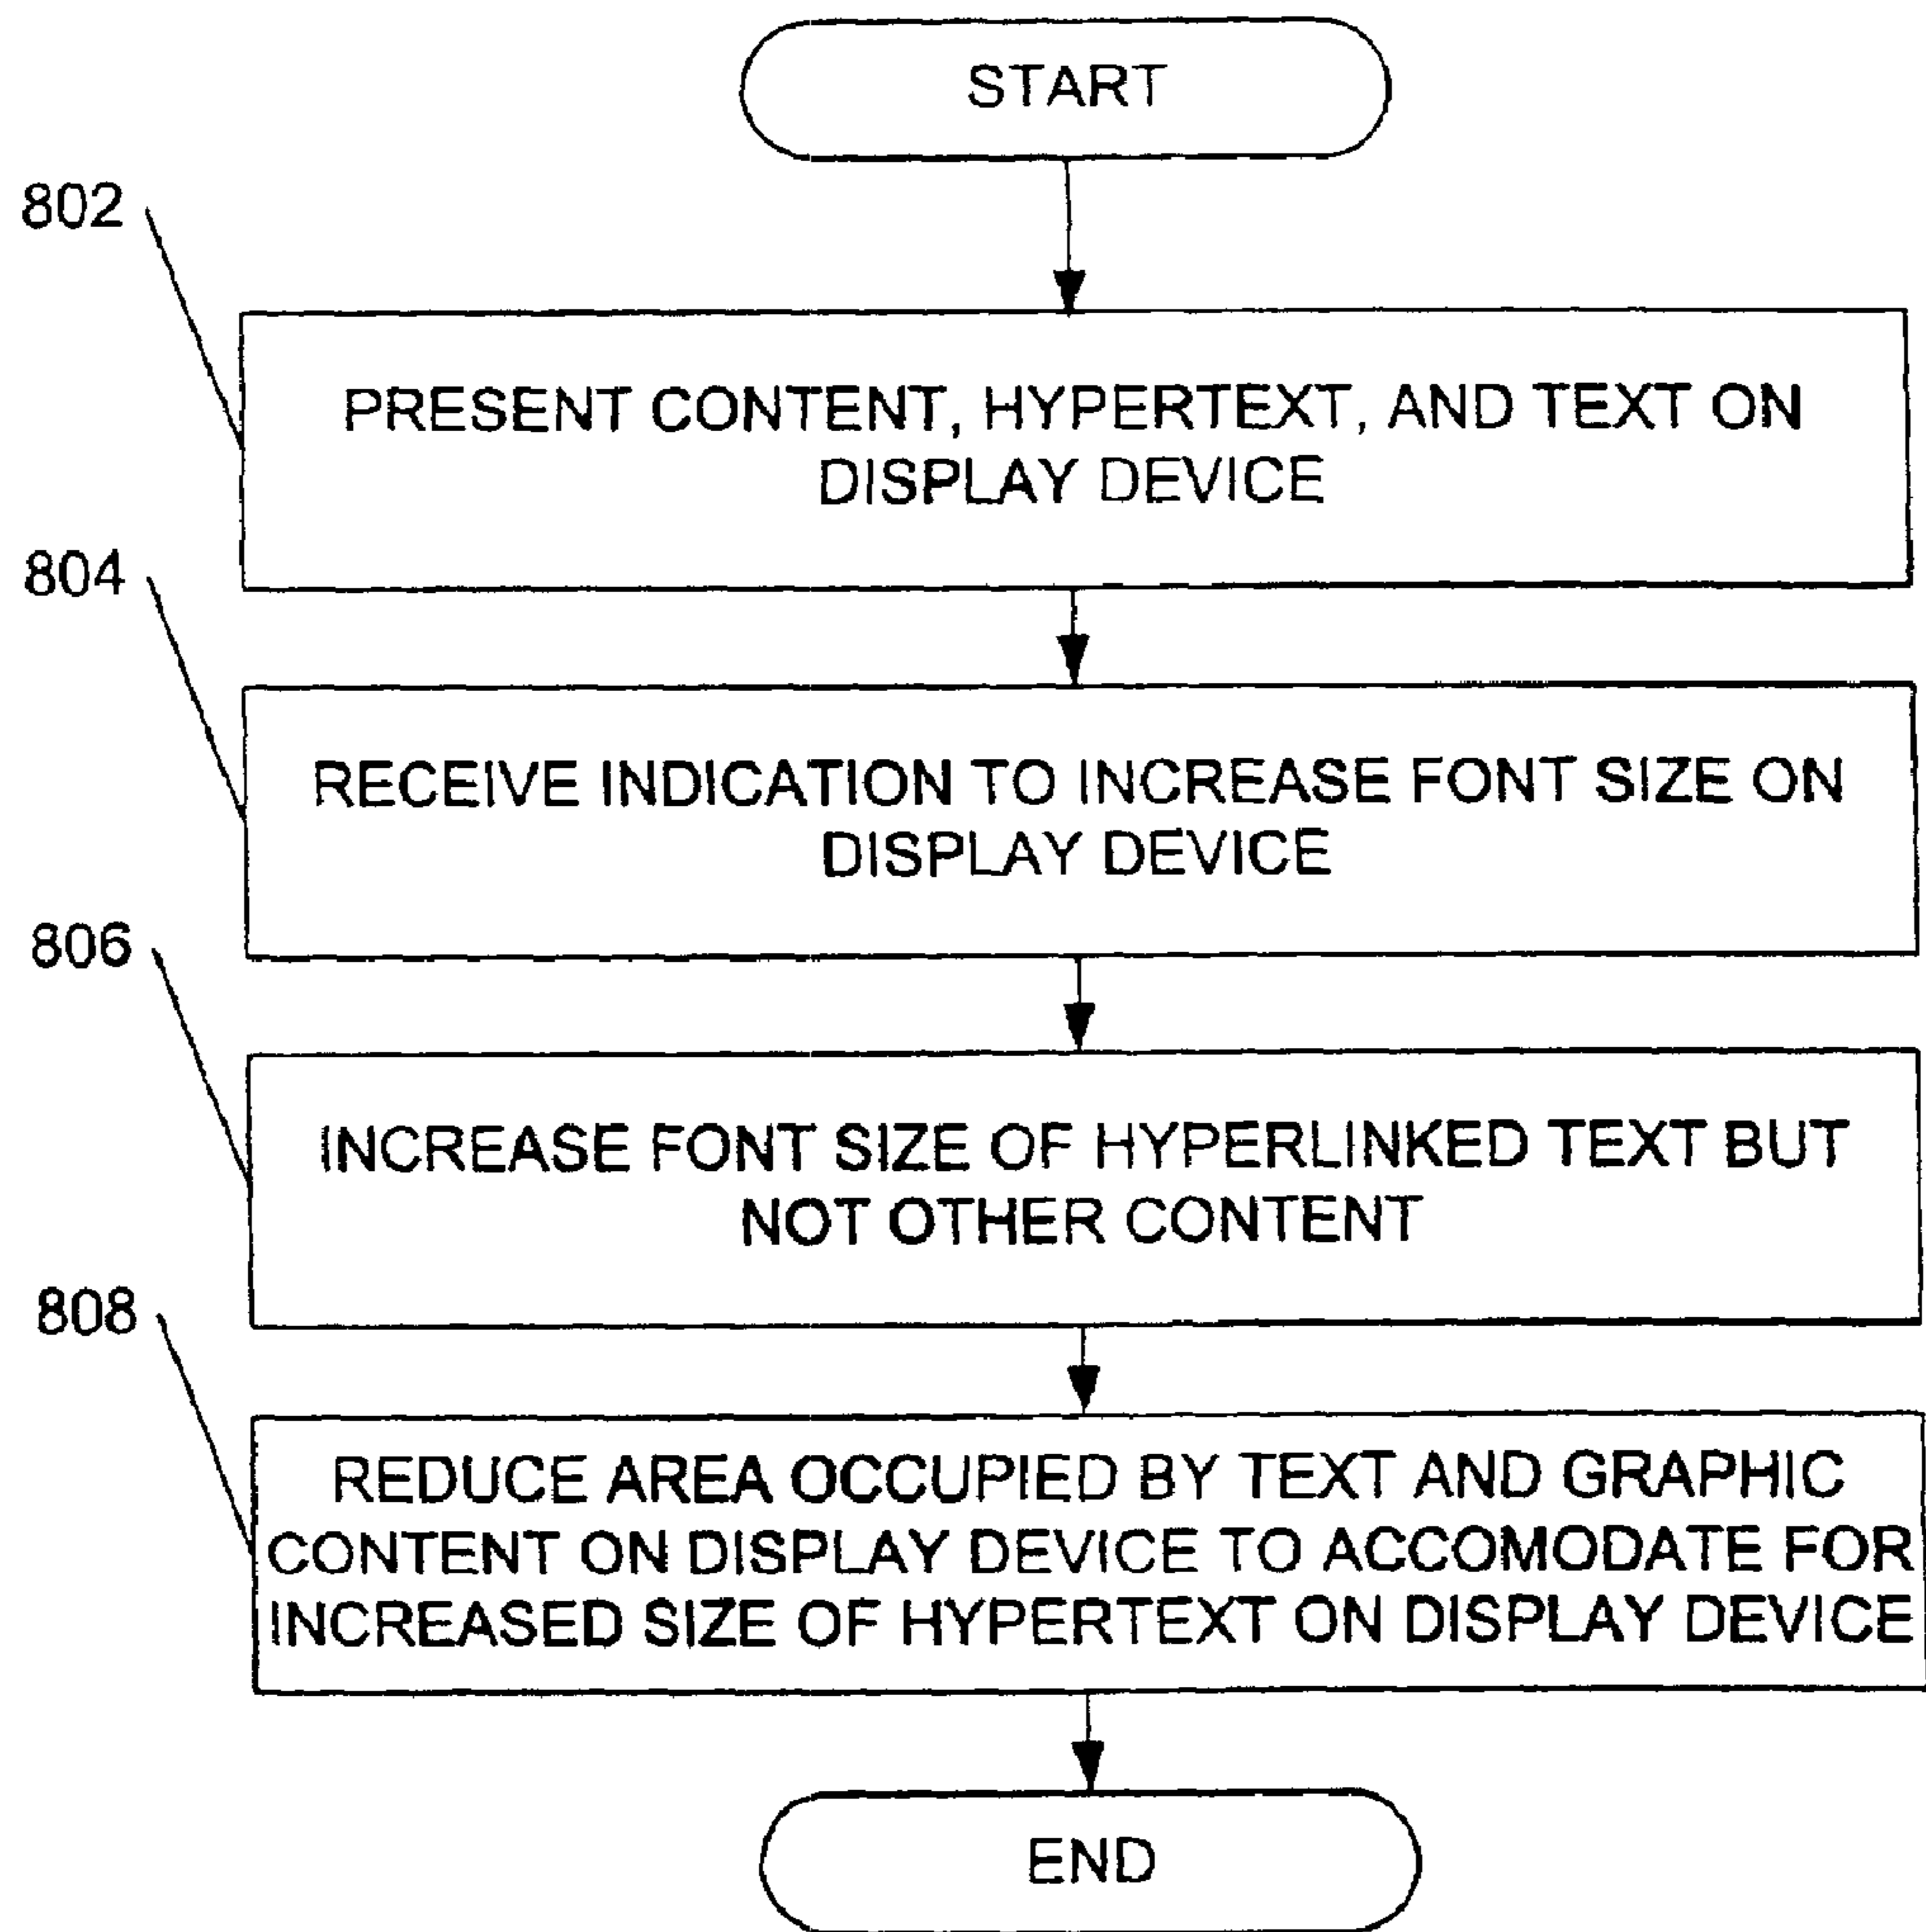 START
802
PRESENT CONTENT, HYPERTEXT, AND TEXT ON
DISPLAY DEVICE
804
RECEIVE INDICATION TO INCREASE FONT SIZE ON
DISPLAY DEVICE
806
INCREASE FONT SIZE OF HYPERLINKED TEXT BUT
NOT OTHER CONTENT
808
REDUCE AREA OCCUPIED BY TEXT AND GRAPHIC
CONTENT ON DISPLAY DEVICE TO ACCOMODATE FOR
INCREASED SIZE OF HYPERTEXT ON DISPLAY DEVICE
END